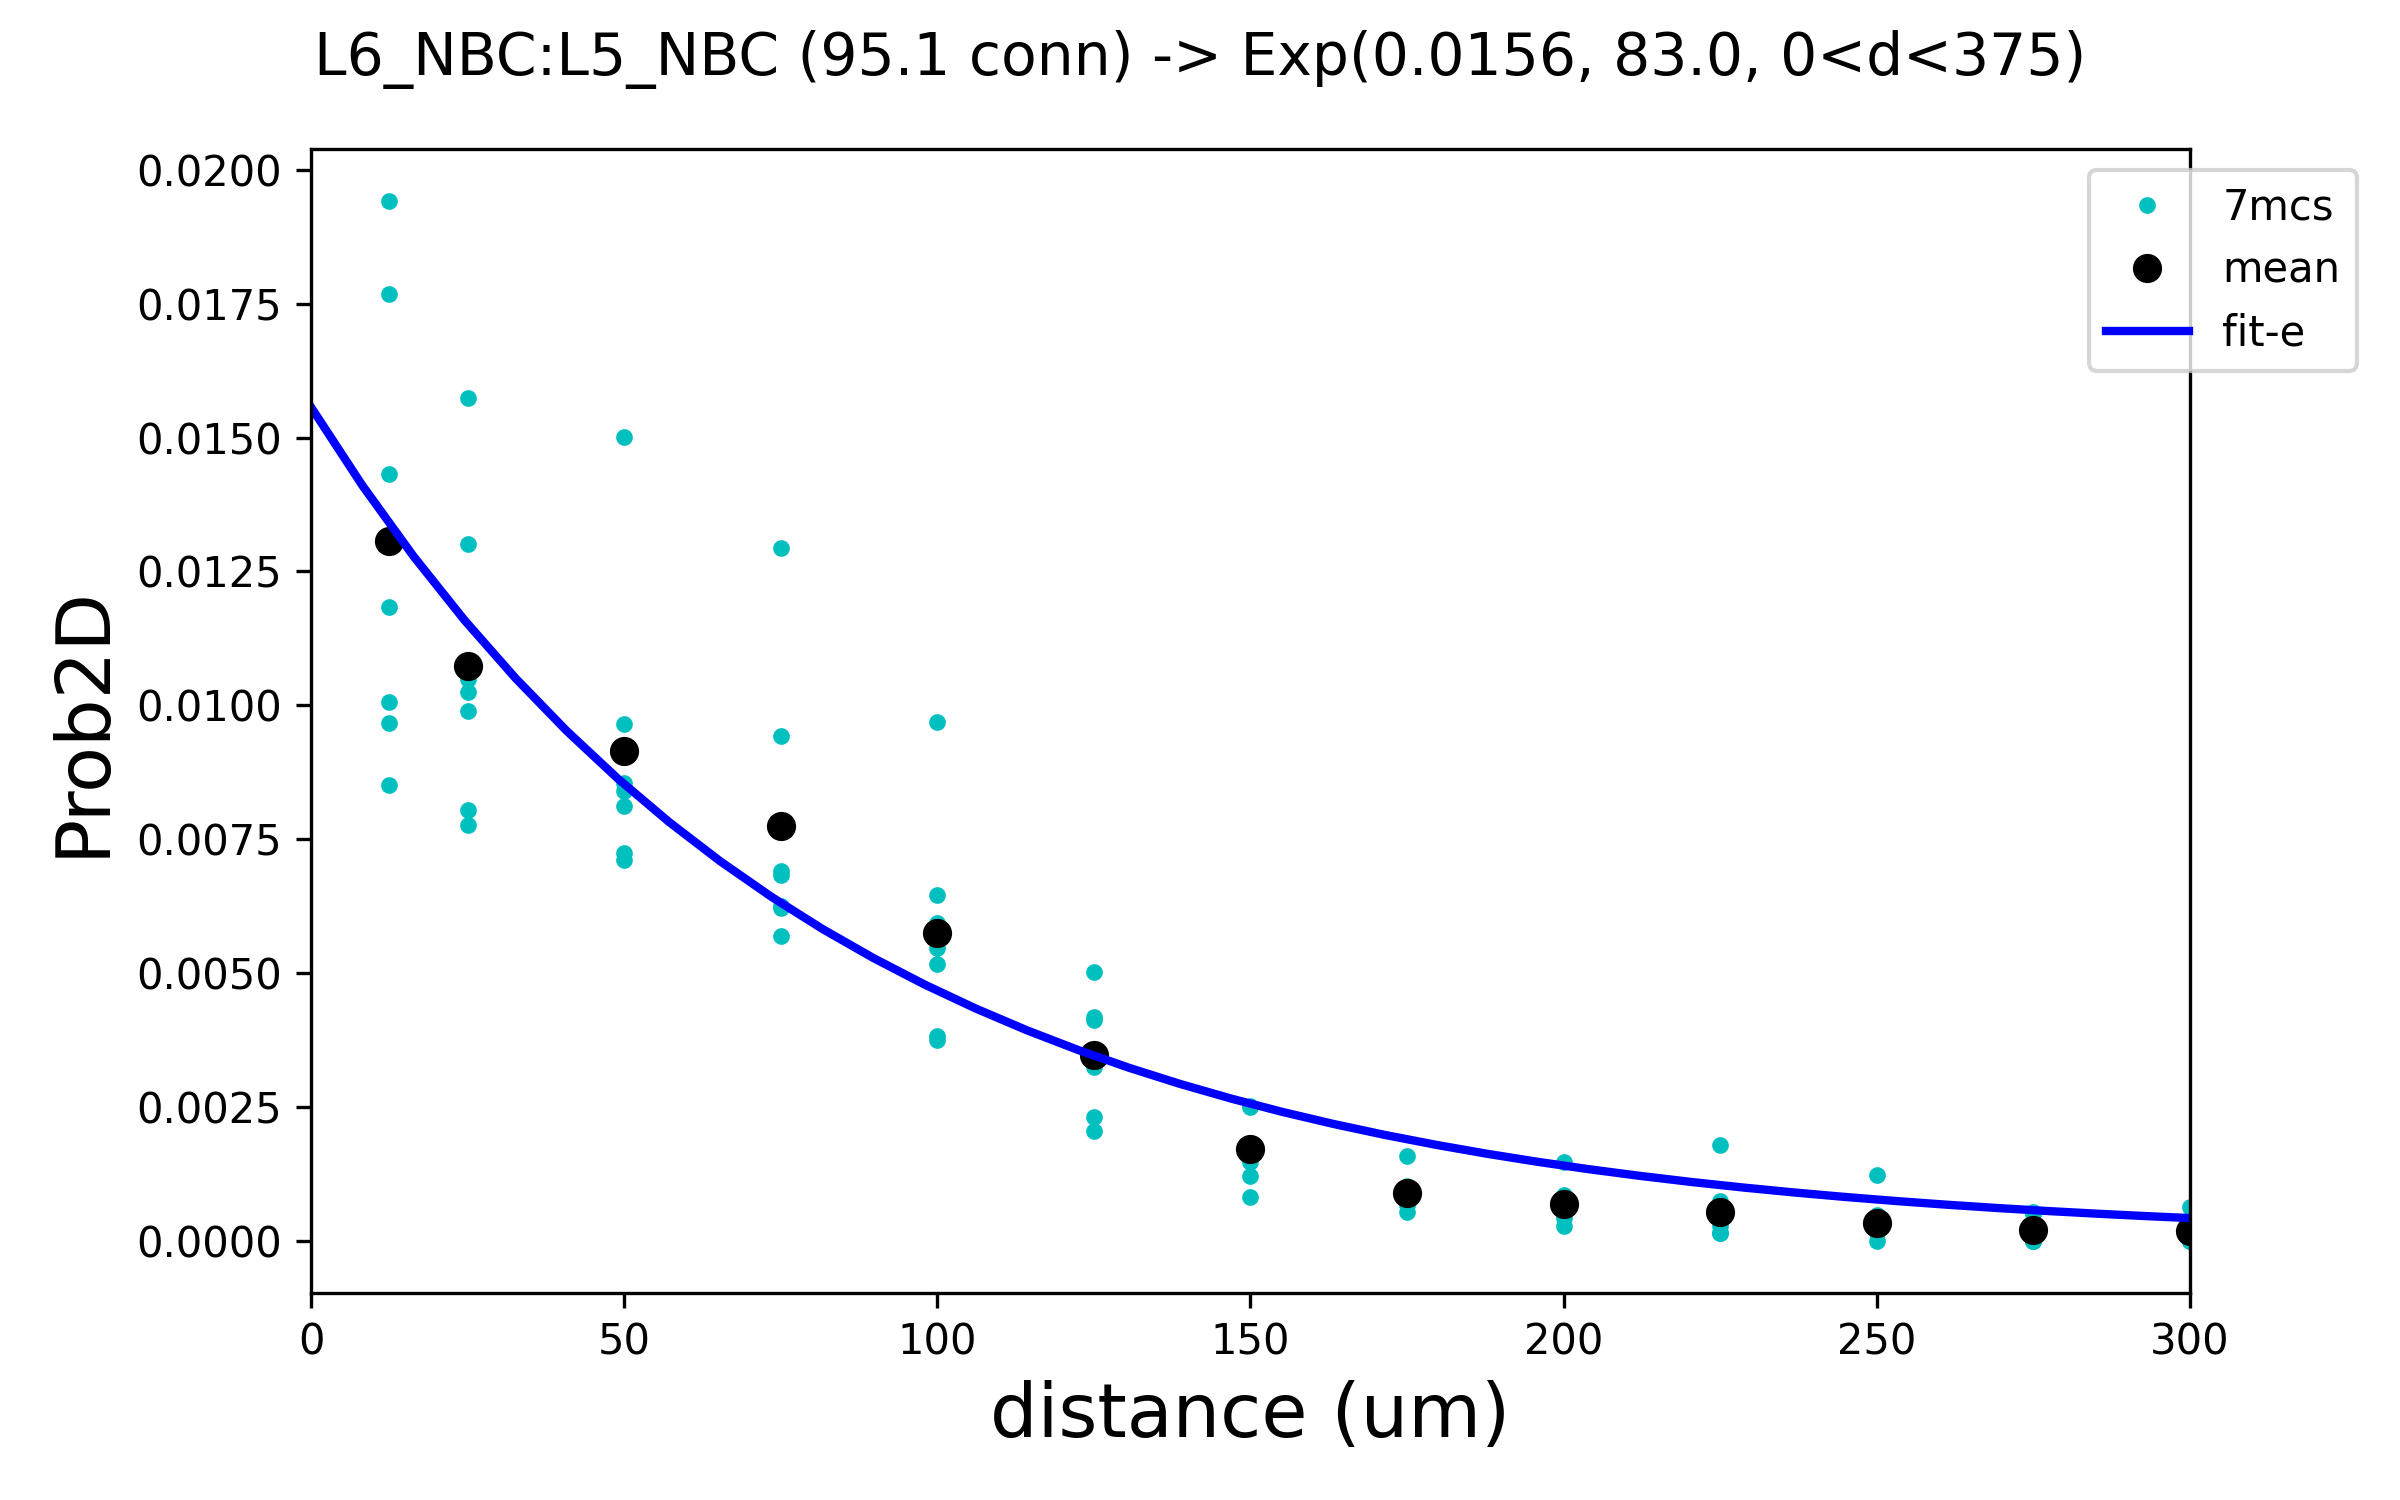 L6_NBC:L5_NBC (95.1 conn) -> Exp(0.0156, 83.0, 0<d<375)
0.0200
0.0175
0.0150
0.0125
0.0100
0.0075
0.0050
0.0025
0.0000
Prob2D
7mcs
mean
fit-e
0 50 100 150 200 250 300
distance (um)